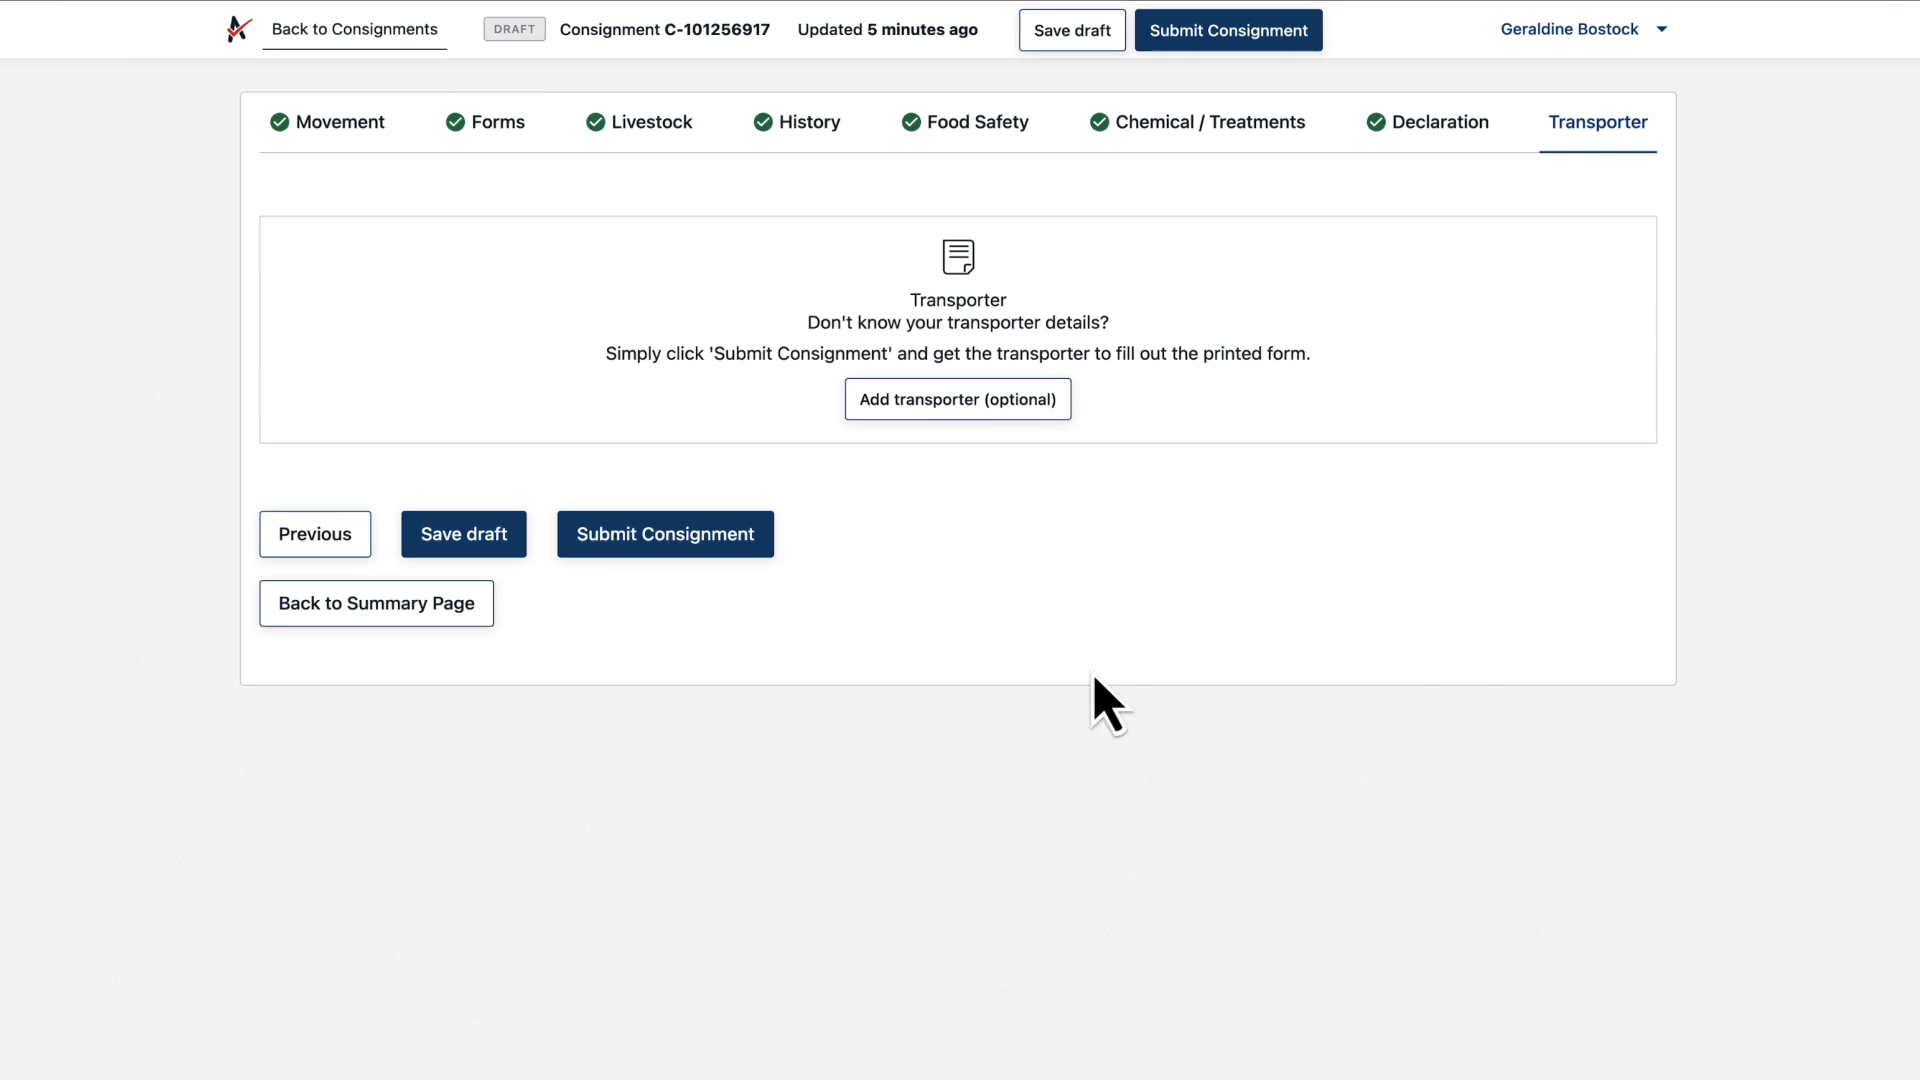 Back to Consignments DRAFT Consignment C-101256917 Updated 5 minutes ago Save draft Submit Consignment Geraldine Bostock
Movement Forms Livestock History Food Safety Chemical / Treatments Declaration Transporter
Transporter
Don't know your transporter details?
Simply click 'Submit Consignment' and get the transporter to fill out the printed form.
Add transporter (optional)
Previous Save draft Submit Consignment
Back to Summary Page